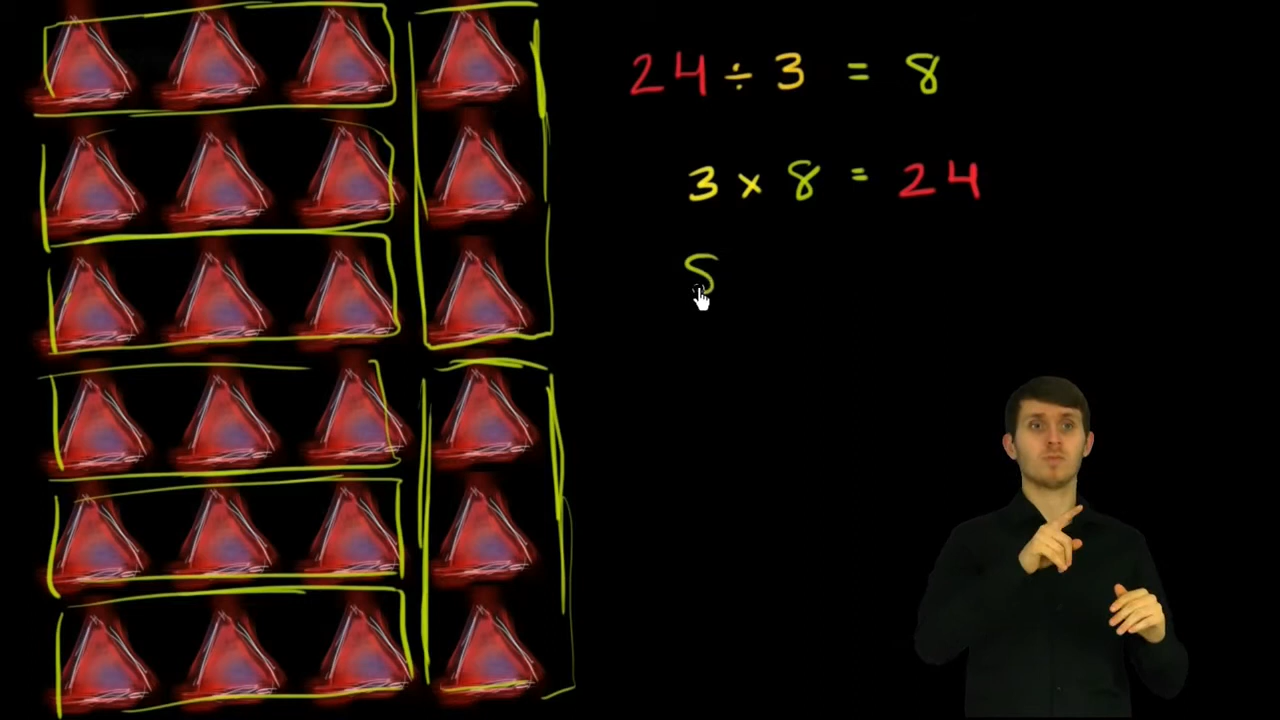 24 ÷ 3 = 8
3 × 8 = 24